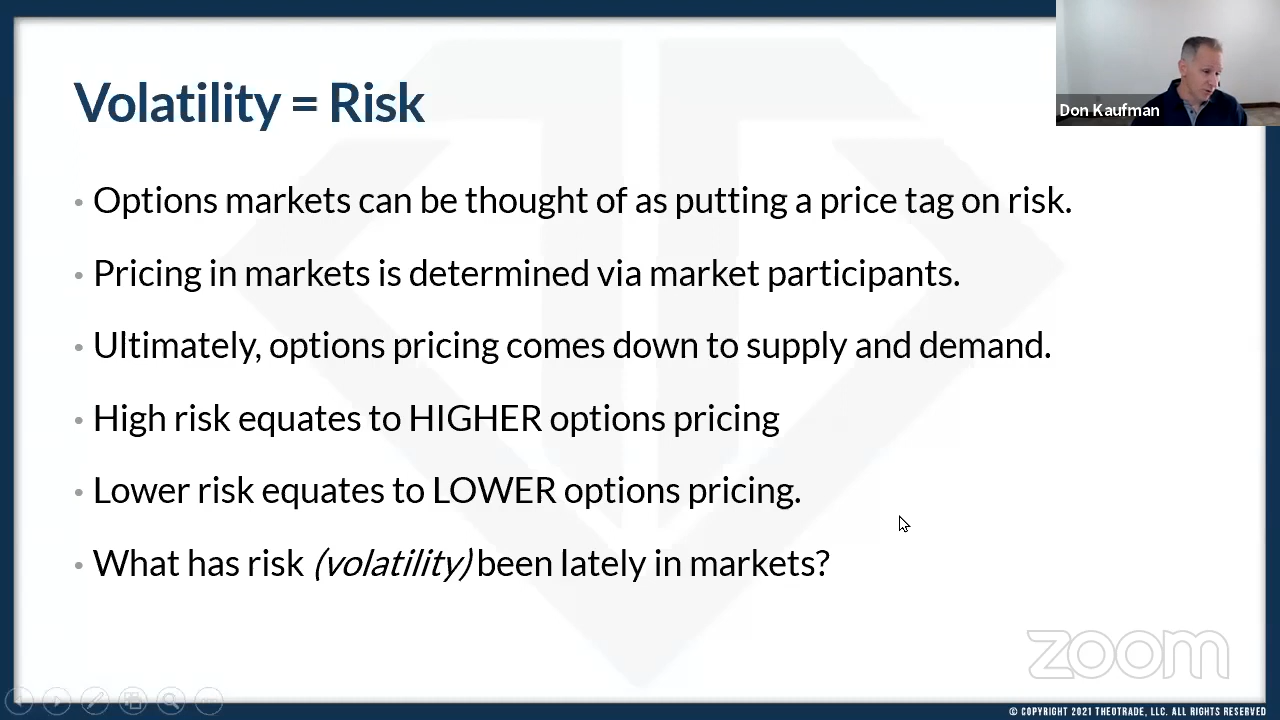 Volatility = Risk
Don Kaufman
• Options markets can be thought of as putting a price tag on risk.
• Pricing in markets is determined via market participants.
• Ultimately, options pricing comes down to supply and demand.
• High risk equates to HIGHER options pricing
• Lower risk equates to LOWER options pricing.
• What has risk (volatility) been lately in markets?
zoom
© COPYRIGHT 2021 THEOTRADE, LLC. ALL RIGHTS RESERVED